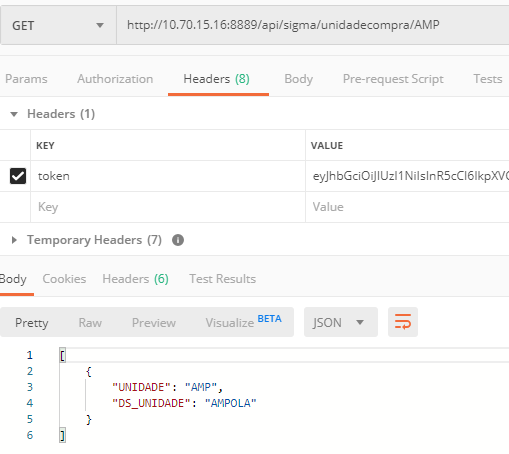 GET http://10.70.15.16:8889/api/sigma/unidadecompra/AMP
Params Authorization Headers (8) Body Pre-request Script Tests
Headers (1)
KEY VALUE
token eyJhbGciOiJIUzI1NiIsInR5cCI6IkpXVC
Key Value
Temporary Headers (7)
Body Cookies Headers (6) Test Results
Pretty Raw Preview Visualize BETA JSON
1 [
2 {
3 "UNIDADE": "AMP",
4 "DS_UNIDADE": "AMPOLA"
5 }
6 ]